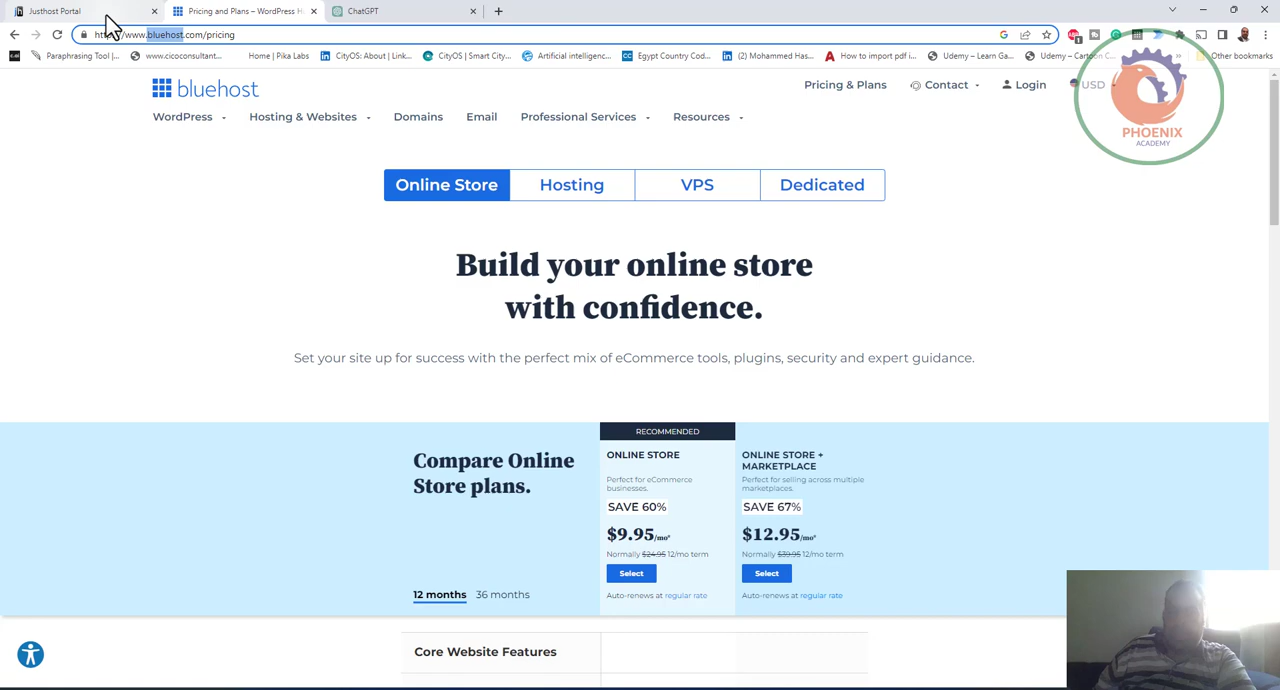 Justhost Portal
Pricing and Plans – WordPress H
ChatGPT
www.bluehost.com/pricing
Paraphrasing Tool |...
www.cicoconsultant...
Home | Pika Labs
CityOS: About | Link...
CityOS | Smart City...
Artificial intelligenc...
Egypt Country Cod...
(2) Mohammed Has...
How to import pdf i...
Udemy – Learn Ga...
Udemy – Cartoon C...
Other bookmarks
bluehost
Pricing & Plans
Contact
Login
USD
WordPress
Hosting & Websites
Domains
Email
Professional Services
Resources
PHOENIX
ACADEMY
Online Store
Hosting
VPS
Dedicated
Build your online store
with confidence.
Set your site up for success with the perfect mix of eCommerce tools, plugins, security and expert guidance.
Compare Online
Store plans.
12 months
36 months
RECOMMENDED
ONLINE STORE
Perfect for eCommerce
businesses.
SAVE 60%
$9.95/mo*
Normally $24.95 12/mo term
Select
Auto-renews at regular rate
ONLINE STORE +
MARKETPLACE
Perfect for selling across multiple
marketplaces.
SAVE 67%
$12.95/mo*
Normally $39.95 12/mo term
Select
Auto-renews at regular rate
Core Website Features